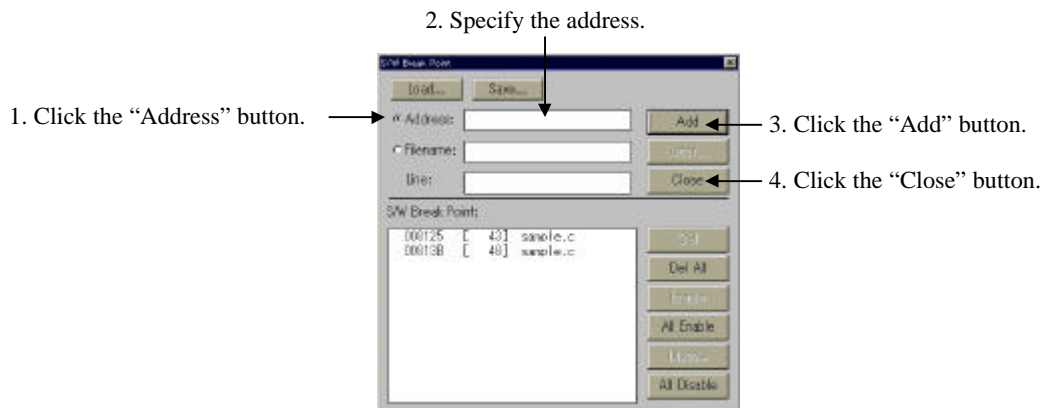 2. Specify the address.
S/W Break Point
Load... Save...
1. Click the “Address” button.
Address: Add 3. Click the “Add” button.
Filename:
Line: Close 4. Click the “Close” button.
S/W Break Point:
[ 43] sample.c
[ 48] sample.c
Del
Del All
Enable
All Enable
All Disable